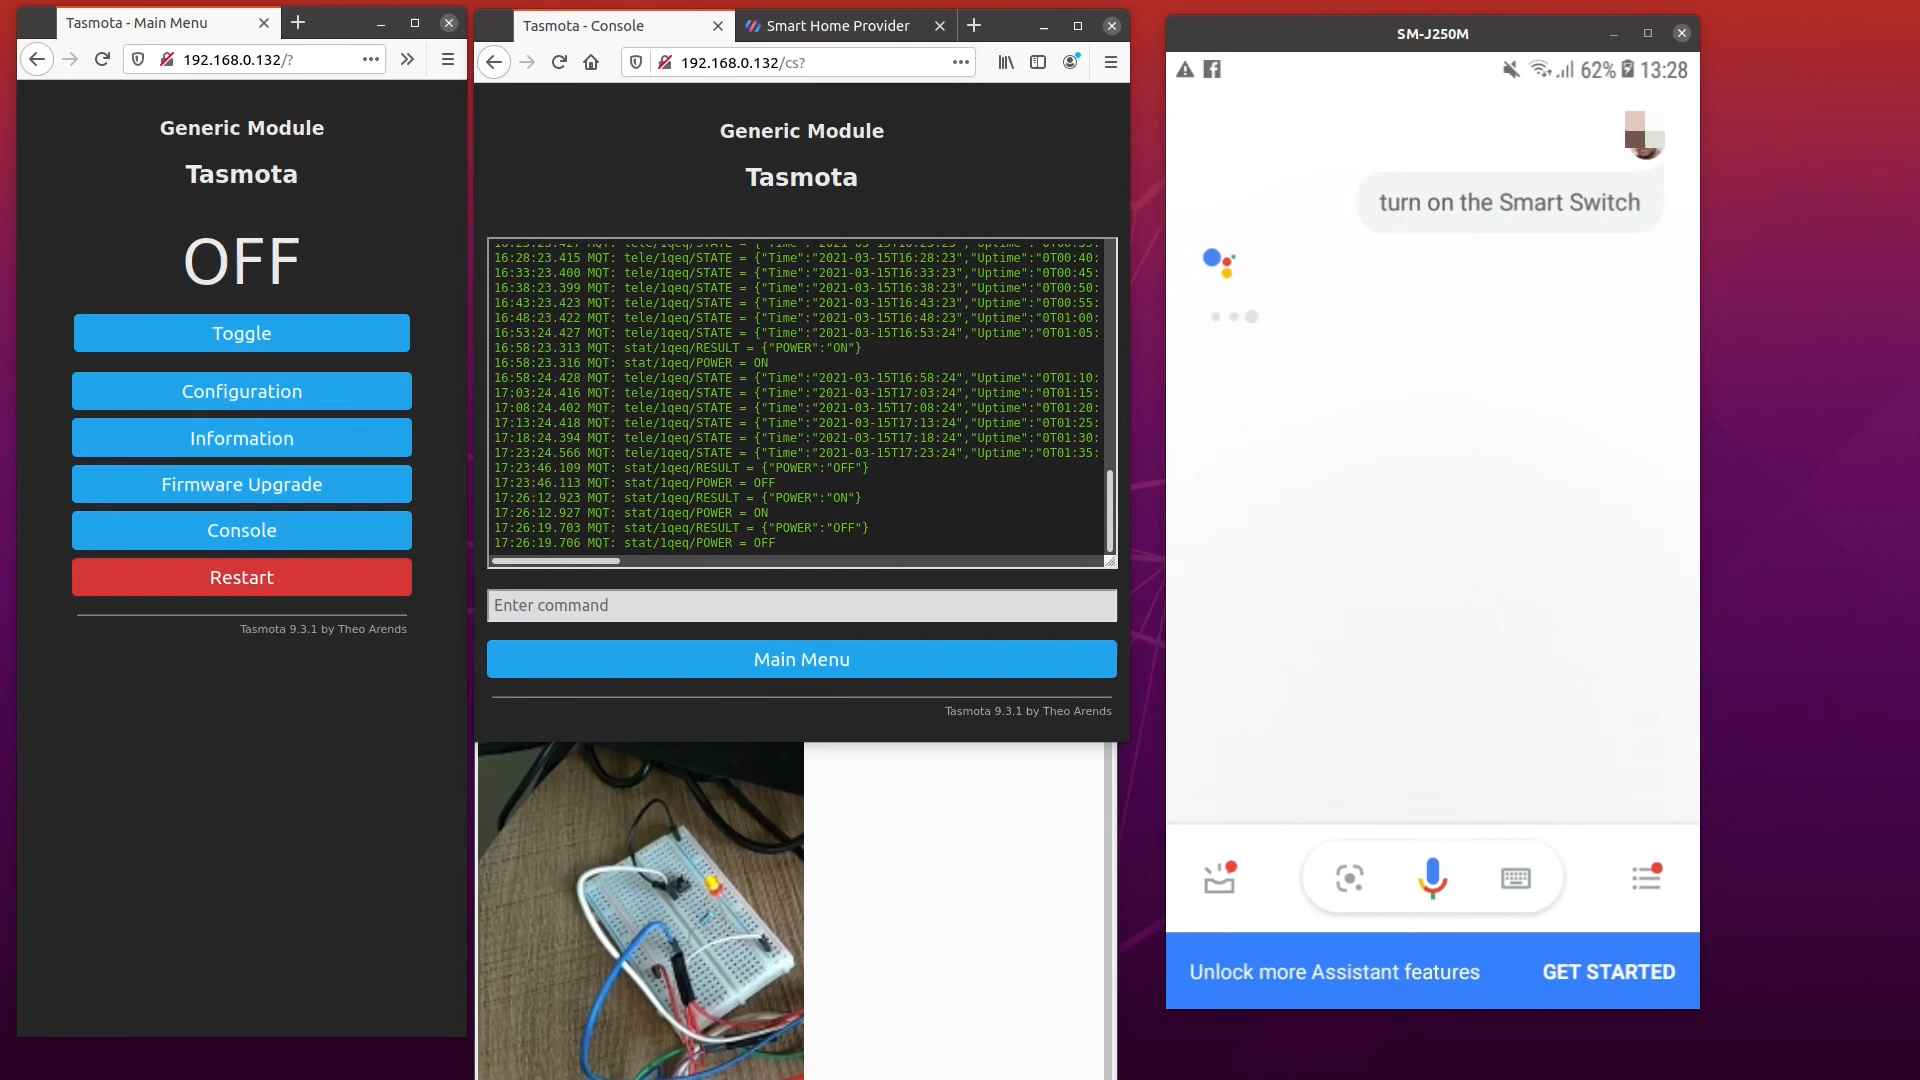 Tasmota - Main Menu
192.168.0.132/?
Generic Module
Tasmota
OFF
Toggle
Configuration
Information
Firmware Upgrade
Console
Restart
Tasmota 9.3.1 by Theo Arends
Tasmota - Console
Smart Home Provider
192.168.0.132/cs?
Generic Module
Tasmota
16:28:23.415 MQT: tele/1qeq/STATE = {"Time":"2021-03-15T16:28:23","Uptime":"0T00:40:
16:33:23.400 MQT: tele/1qeq/STATE = {"Time":"2021-03-15T16:33:23","Uptime":"0T00:45:
16:38:23.399 MQT: tele/1qeq/STATE = {"Time":"2021-03-15T16:38:23","Uptime":"0T00:50:
16:43:23.423 MQT: tele/1qeq/STATE = {"Time":"2021-03-15T16:43:23","Uptime":"0T00:55:
16:48:23.422 MQT: tele/1qeq/STATE = {"Time":"2021-03-15T16:48:23","Uptime":"0T01:00:
16:53:24.427 MQT: tele/1qeq/STATE = {"Time":"2021-03-15T16:53:24","Uptime":"0T01:05:
16:58:23.313 MQT: stat/1qeq/RESULT = {"POWER":"ON"}
16:58:23.316 MQT: stat/1qeq/POWER = ON
16:58:24.428 MQT: tele/1qeq/STATE = {"Time":"2021-03-15T16:58:24","Uptime":"0T01:10:
17:03:24.416 MQT: tele/1qeq/STATE = {"Time":"2021-03-15T17:03:24","Uptime":"0T01:15:
17:08:24.402 MQT: tele/1qeq/STATE = {"Time":"2021-03-15T17:08:24","Uptime":"0T01:20:
17:13:24.418 MQT: tele/1qeq/STATE = {"Time":"2021-03-15T17:13:24","Uptime":"0T01:25:
17:18:24.394 MQT: tele/1qeq/STATE = {"Time":"2021-03-15T17:18:24","Uptime":"0T01:30:
17:23:24.566 MQT: tele/1qeq/STATE = {"Time":"2021-03-15T17:23:24","Uptime":"0T01:35:
17:23:46.109 MQT: stat/1qeq/RESULT = {"POWER":"OFF"}
17:23:46.113 MQT: stat/1qeq/POWER = OFF
17:26:12.923 MQT: stat/1qeq/RESULT = {"POWER":"ON"}
17:26:12.927 MQT: stat/1qeq/POWER = ON
17:26:19.703 MQT: stat/1qeq/RESULT = {"POWER":"OFF"}
17:26:19.706 MQT: stat/1qeq/POWER = OFF
Enter command
Main Menu
Tasmota 9.3.1 by Theo Arends
SM-J250M
62% 13:28
turn on the Smart Switch
Unlock more Assistant features
GET STARTED